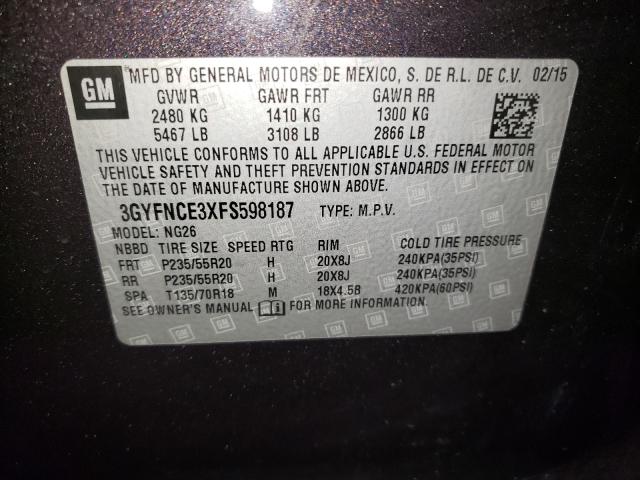 GM
MFD BY GENERAL MOTORS DE MEXICO, S. DE R.L. DE C.V. 02/15
GVWR GAWR FRT GAWR RR
2480 KG 1410 KG 1300 KG
5467 LB 3108 LB 2866 LB
THIS VEHICLE CONFORMS TO ALL APPLICABLE U.S. FEDERAL MOTOR
VEHICLE SAFETY AND THEFT PREVENTION STANDARDS IN EFFECT ON
THE DATE OF MANUFACTURE SHOWN ABOVE.
3GYFNCE3XFS598187 TYPE: M.P.V.
MODEL: NG26
NBBD TIRE SIZE SPEED RTG RIM COLD TIRE PRESSURE
FRT P235/55R20 H 20X8J 240KPA(35PSI)
RR P235/55R20 H 20X8J 240KPA(35PSI)
SPA T135/70R18 M 18X4.5B 420KPA(60PSI)
SEE OWNER'S MANUAL FOR MORE INFORMATION.